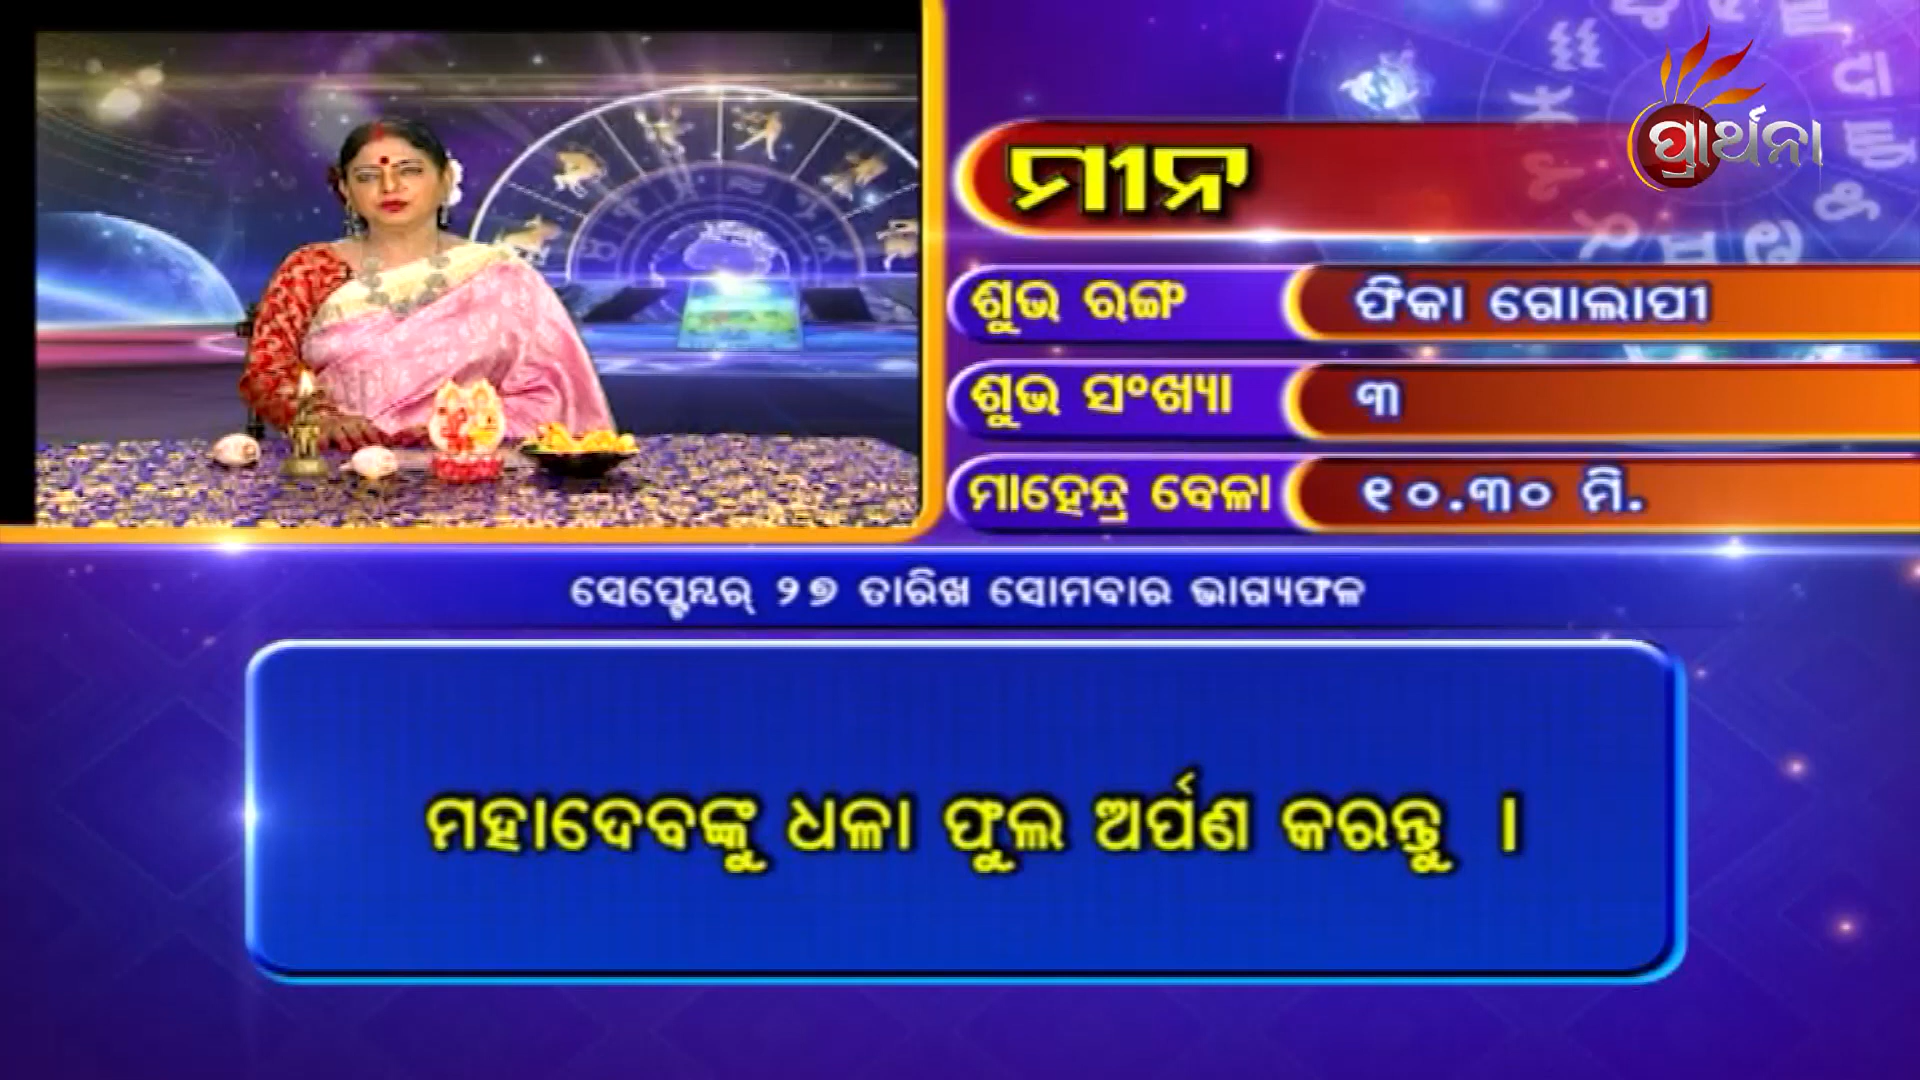 ପ୍ରାର୍ଥନା
ମୀନ
ଶୁଭ ରଙ୍ଗ ଫିକା ଗୋଲାପୀ
ଶୁଭ ସଂଖ୍ୟା ୩
ମାହେନ୍ଦ୍ର ବେଳା ୧୦.୩୦ ମି.
ସେପ୍ଟେମ୍ବର୍ ୨୭ ତାରିଖ ସୋମବାର ଭାଗ୍ୟଫଳ
ମହାଦେବଙ୍କୁ ଧଳା ଫୁଲ ଅର୍ପଣ କରନ୍ତୁ ।